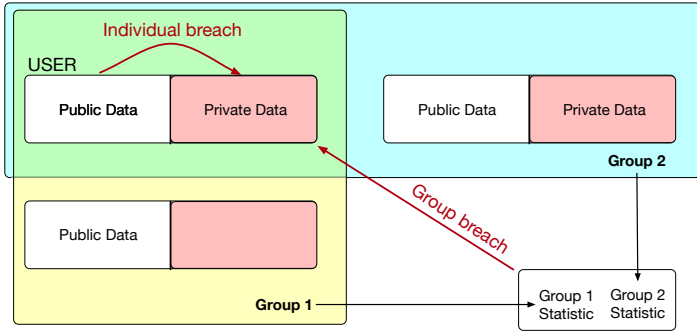 Individual breach
USER
Public Data
Private Data
Public Data
Private Data
Group 2
Group breach
Public Data
Group 1
Group 1
Statistic
Group 2
Statistic